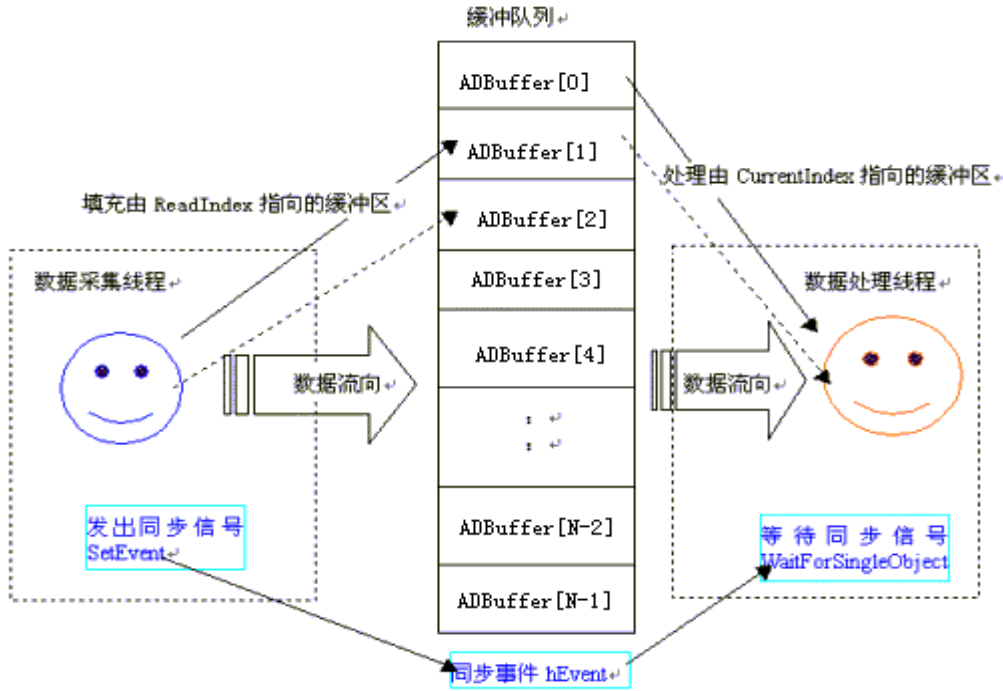 缓冲队列
ADBuffer[0]
ADBuffer[1]
处理由 CurrentIndex 指向的缓冲区
填充由 ReadIndex 指向的缓冲区
ADBuffer[2]
数据采集线程
ADBuffer[3]
数据处理线程
ADBuffer[4]
数据流向
数据流向
:
:
发出同步信号
SetEvent
ADBuffer[N-2]
等待同步信号
WaitForSingleObject
ADBuffer[N-1]
同步事件 hEvent